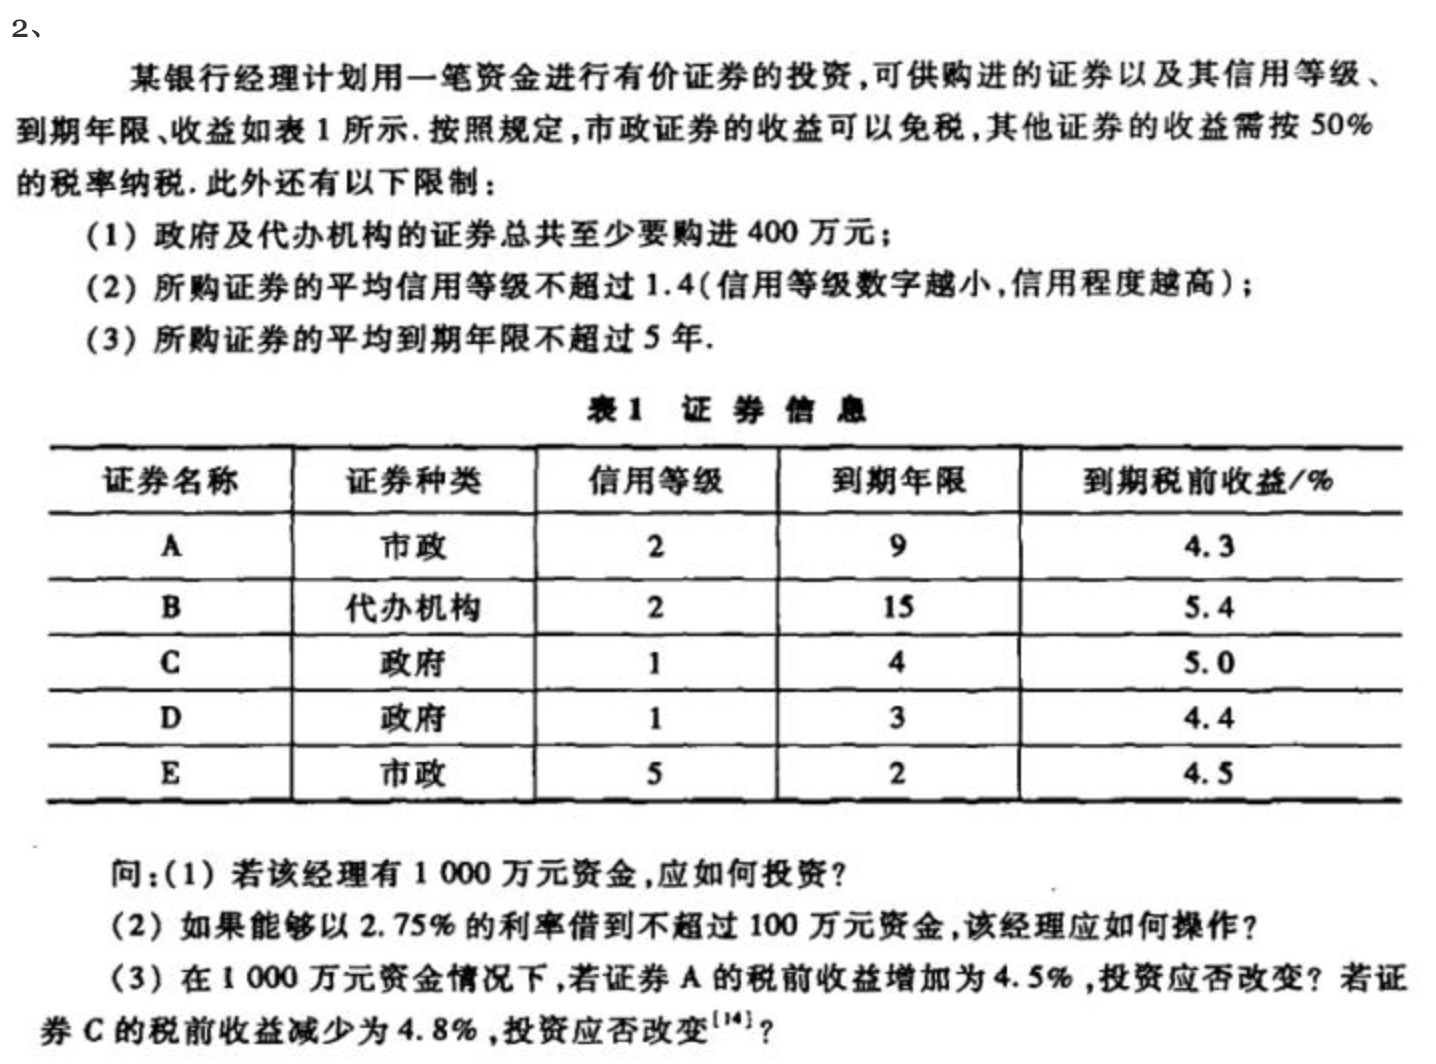 2、
某银行经理计划用一笔资金进行有价证券的投资,可供购进的证券以及其信用等级、
到期年限、收益如表 1 所示.按照规定,市政证券的收益可以免税,其他证券的收益需按 50%
的税率纳税.此外还有以下限制:
(1) 政府及代办机构的证券总共至少要购进 400 万元;
(2) 所购证券的平均信用等级不超过 1.4(信用等级数字越小,信用程度越高);
(3) 所购证券的平均到期年限不超过 5 年.
表 1 证 券 信 息
证券名称 证券种类 信用等级 到期年限 到期税前收益/%
A 市政 2 9 4.3
B 代办机构 2 15 5.4
C 政府 1 4 5.0
D 政府 1 3 4.4
E 市政 5 2 4.5
问:(1) 若该经理有 1 000 万元资金,应如何投资?
(2) 如果能够以 2.75% 的利率借到不超过 100 万元资金,该经理应如何操作?
(3) 在 1 000 万元资金情况下,若证券 A 的税前收益增加为 4.5%,投资应否改变? 若证
券 C 的税前收益减少为 4.8%,投资应否改变[14]?